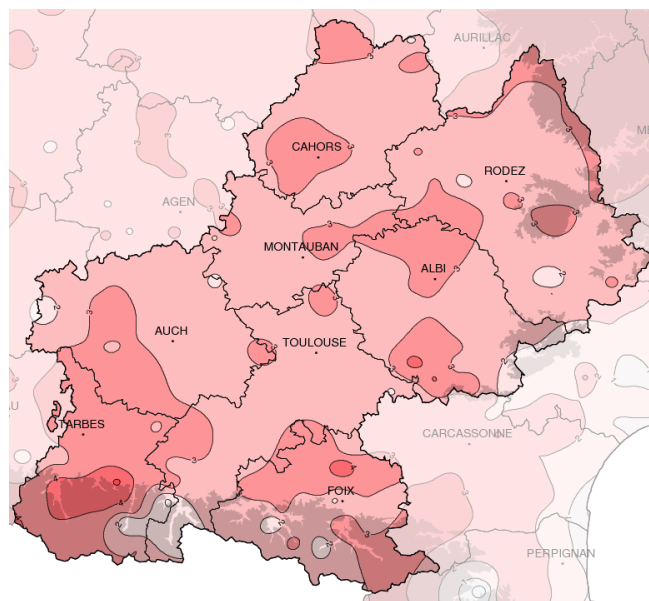 AURILLAC
CAHORS
RODEZ
AGEN
MONTAUBAN
ALBI
AUCH
TOULOUSE
TARBES
CARCASSONNE
FOIX
PERPIGNAN